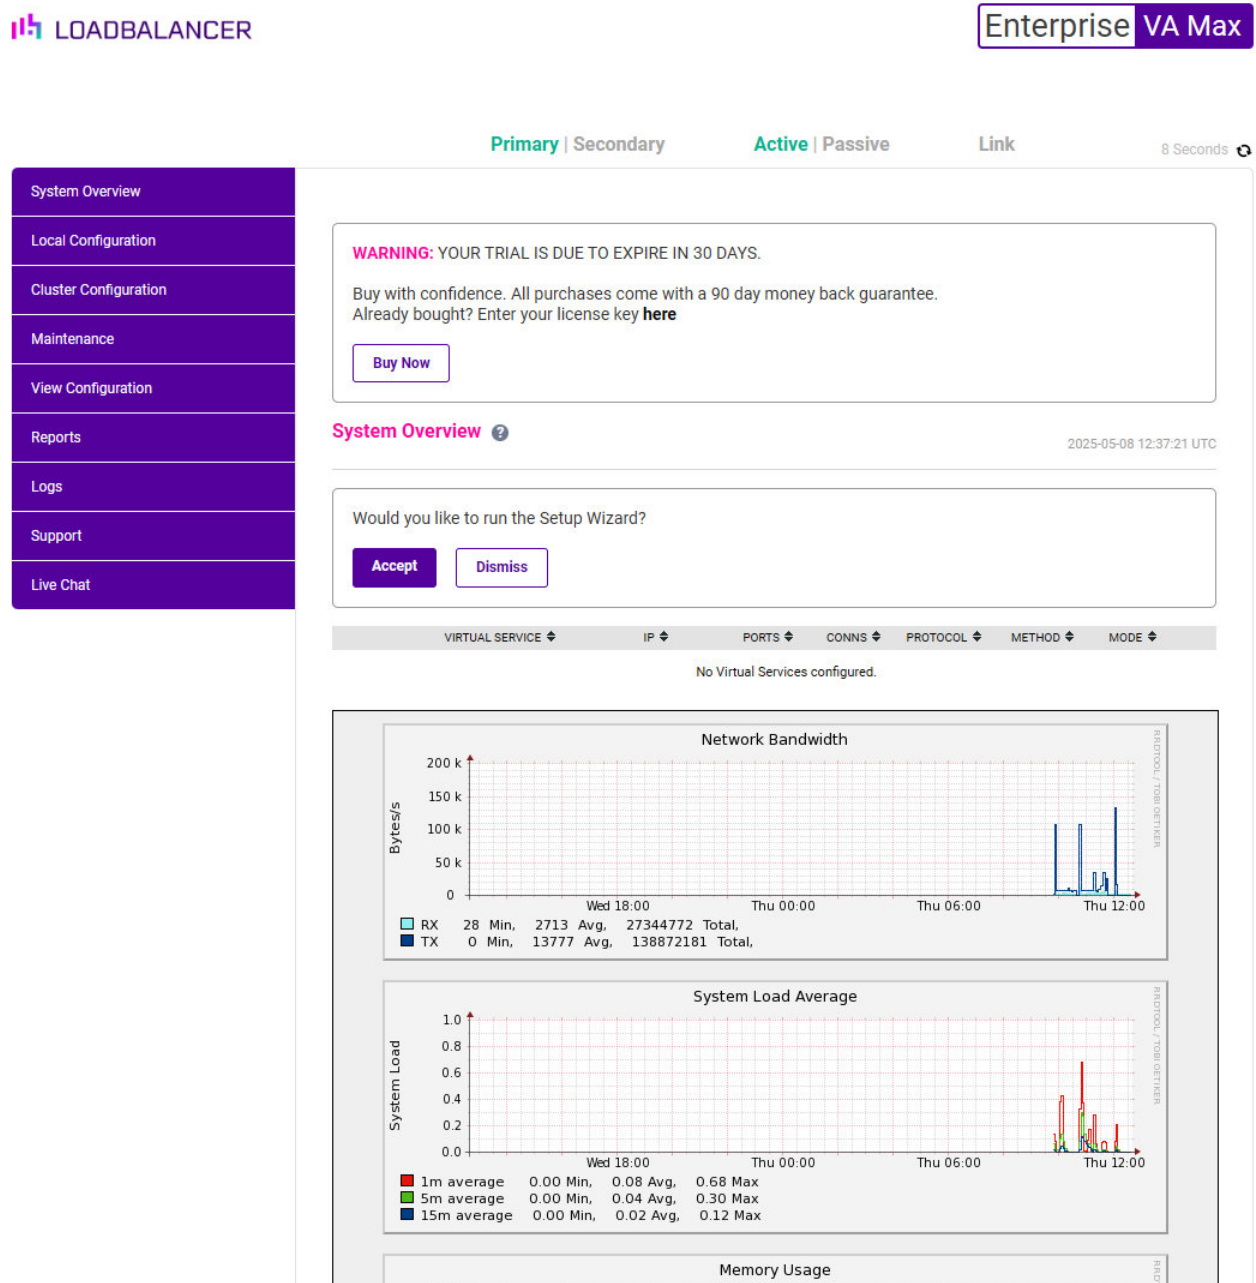 LOADBALANCER
Enterprise VA Max
Primary | Secondary Active | Passive Link 8 Seconds
System Overview
Local Configuration
Cluster Configuration
Maintenance
View Configuration
Reports
Logs
Support
Live Chat
WARNING: YOUR TRIAL IS DUE TO EXPIRE IN 30 DAYS.
Buy with confidence. All purchases come with a 90 day money back guarantee.
Already bought? Enter your license key here
Buy Now
System Overview ?
2025-05-08 12:37:21 UTC
Would you like to run the Setup Wizard?
Accept Dismiss
VIRTUAL SERVICE IP PORTS CONNS PROTOCOL METHOD MODE
No Virtual Services configured.
Network Bandwidth
RRDTOOL / TOBI OETIKER
Bytes/s
200 k
150 k
100 k
50 k
0
Wed 18:00 Thu 00:00 Thu 06:00 Thu 12:00
RX 28 Min, 2713 Avg, 27344772 Total,
TX 0 Min, 13777 Avg, 138872181 Total,
System Load Average
RRDTOOL / TOBI OETIKER
System Load
1.0
0.8
0.6
0.4
0.2
0.0
Wed 18:00 Thu 00:00 Thu 06:00 Thu 12:00
1m average 0.00 Min, 0.08 Avg, 0.68 Max
5m average 0.00 Min, 0.04 Avg, 0.30 Max
15m average 0.00 Min, 0.02 Avg, 0.12 Max
Memory Usage